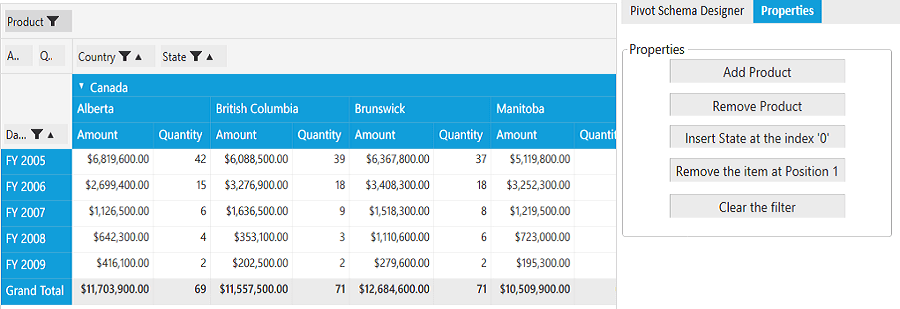 Product
Pivot Schema Designer Properties
A.. Q.. Country State
Properties
Canada
Add Product
Alberta British Columbia Brunswick Manitoba
Remove Product
Da... Amount Quantity Amount Quantity Amount Quantity Amount Quantit
Insert State at the index '0'
FY 2005 $6,819,600.00 42 $6,088,500.00 39 $6,367,800.00 37 $5,119,800.00
Remove the item at Position 1
FY 2006 $2,699,400.00 15 $3,276,900.00 18 $3,408,300.00 18 $3,252,300.00
FY 2007 $1,126,500.00 6 $1,636,500.00 9 $1,518,300.00 8 $1,219,500.00
Clear the filter
FY 2008 $642,300.00 4 $353,100.00 3 $1,110,600.00 6 $723,000.00
FY 2009 $416,100.00 2 $202,500.00 2 $279,600.00 2 $195,300.00
Grand Total $11,703,900.00 69 $11,557,500.00 71 $12,684,600.00 71 $10,509,900.00